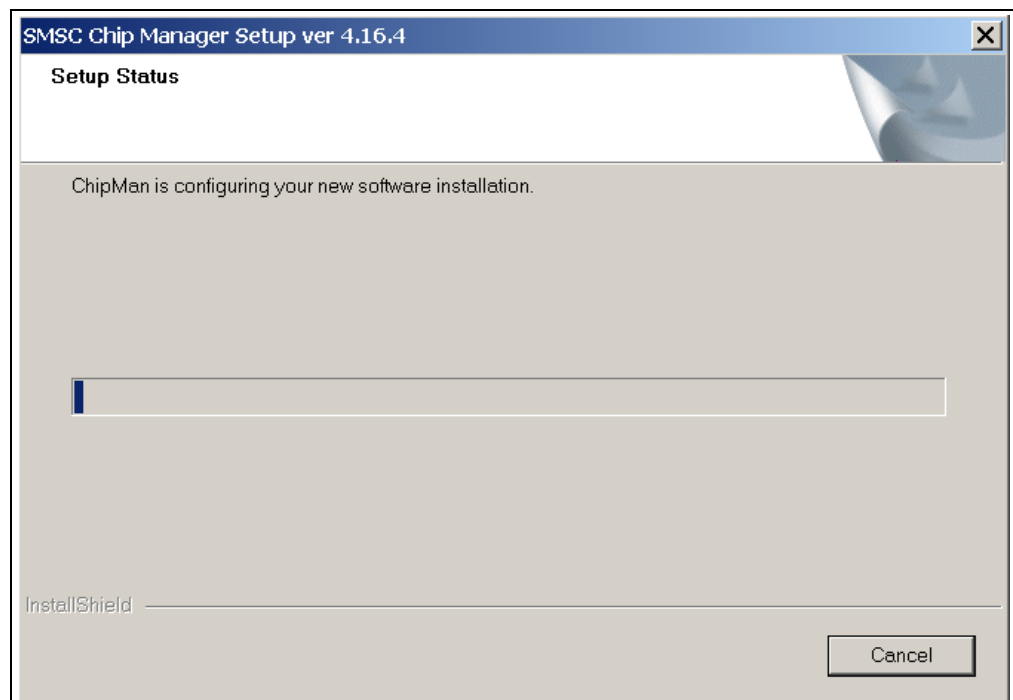 SMSC Chip Manager Setup ver 4.16.4
Setup Status
ChipMan is configuring your new software installation.
InstallShield
Cancel